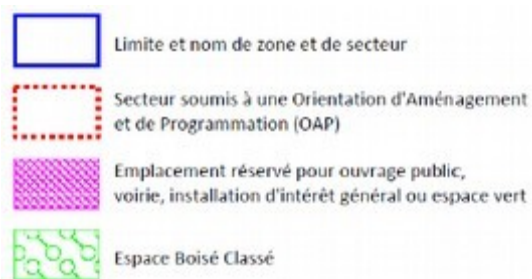 Limite et nom de zone et de secteur
Secteur soumis à une Orientation d'Aménagement
et de Programmation (OAP)
Emplacement réservé pour ouvrage public,
voirie, installation d'intérêt général ou espace vert
Espace Boisé Classé